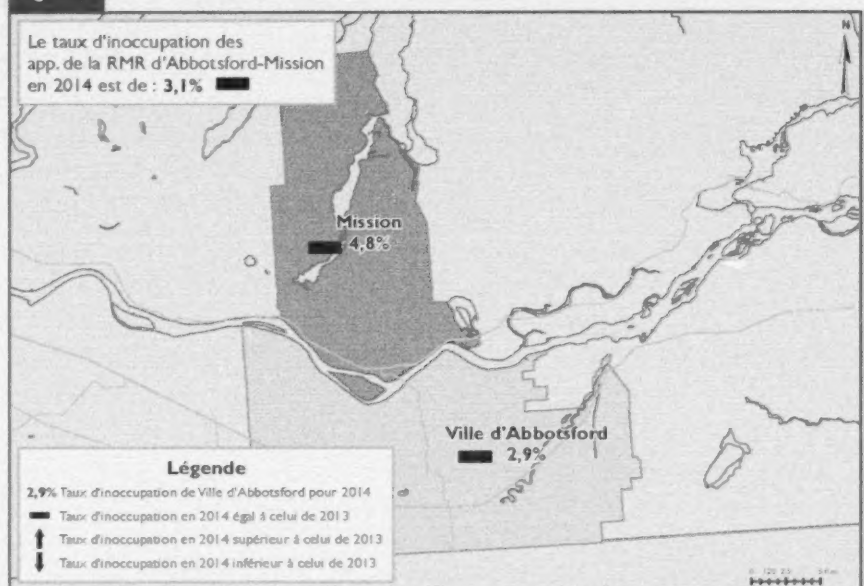 Le taux d'inoccupation des
app. de la RMR d'Abbotsford-Mission
en 2014 est de : 3,1%
N
Mission
4,8%
Ville d'Abbotsford
2,9%
Légende
2,9% Taux d'inoccupation de Ville d'Abbotsford pour 2014
Taux d'inoccupation en 2014 égal à celui de 2013
Taux d'inoccupation en 2014 supérieur à celui de 2013
Taux d'inoccupation en 2014 inférieur à celui de 2013